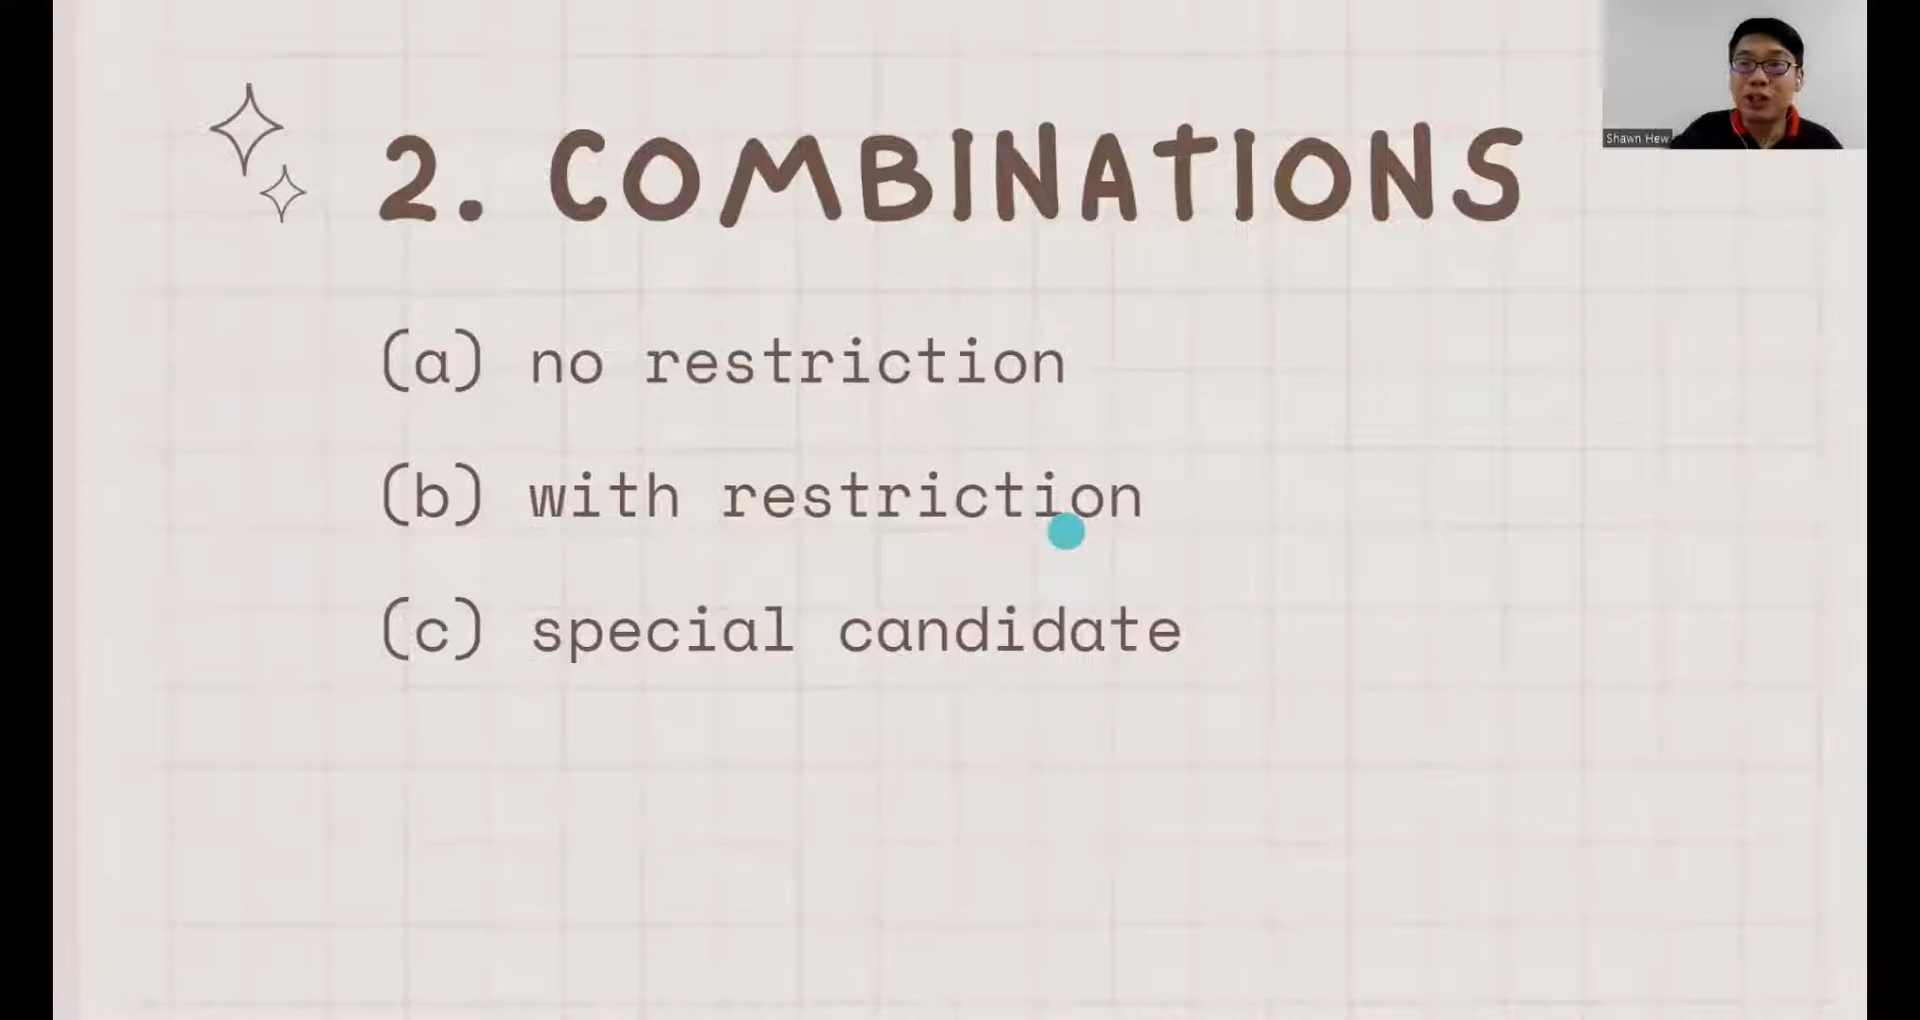 2. COMBINATIONS
Shawn Hew
(a) no restriction
(b) with restriction
(c) special candidate